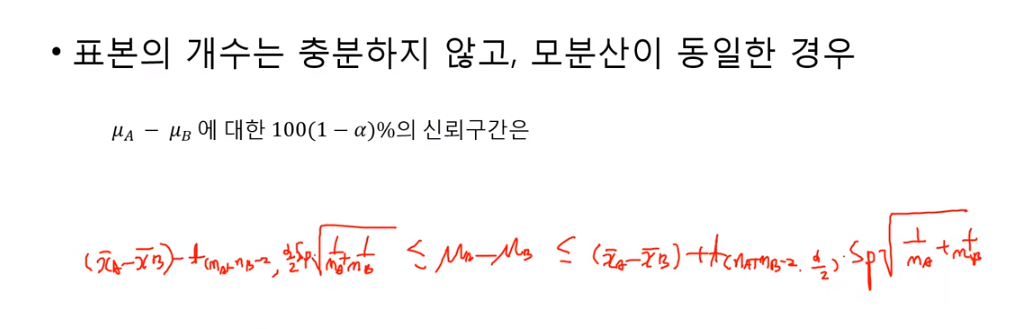 • 표본의 개수는 충분하지 않고, 모분산이 동일한 경우
μ_A − μ_B 에 대한 100(1 − α)%의 신뢰구간은
(x̄_A − x̄_B) − t_(n_A+n_B−2, α/2) Sp √(1/n_A + 1/n_B) ≤ μ_A − μ_B ≤ (x̄_A − x̄_B) + t_(n_A+n_B−2, α/2) · Sp √(1/n_A + 1/n_B)